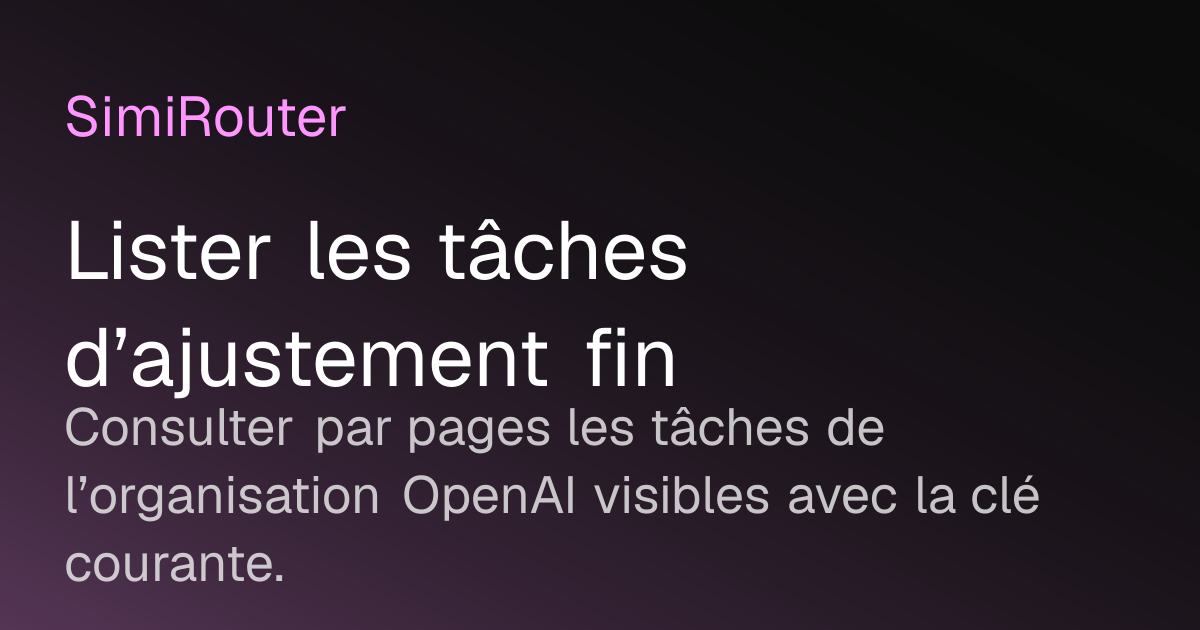 SimiRouter
Lister les tâches
d’ajustement fin
Consulter par pages les tâches de
l’organisation OpenAI visibles avec la clé
courante.